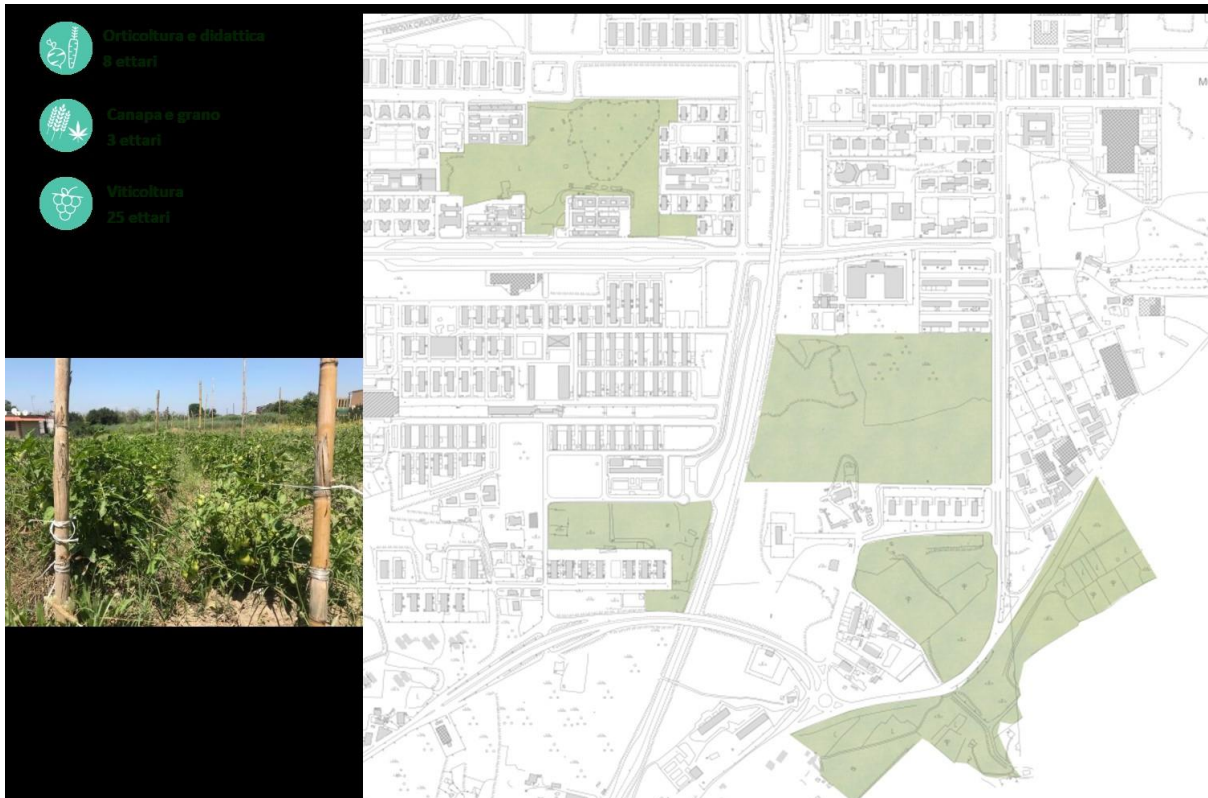 Orticoltura e didattica
8 ettari
Canapa e grano
3 ettari
Viticoltura
25 ettari